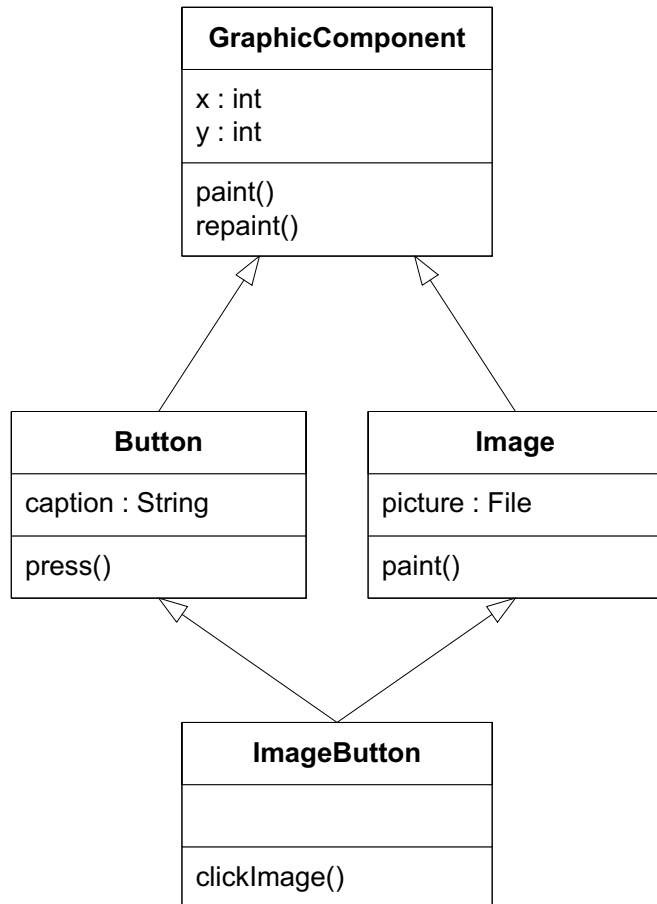 GraphicComponent
x : int
y : int
paint()
repaint()
Button
caption : String
press()
Image
picture : File
paint()
ImageButton
clickImage()